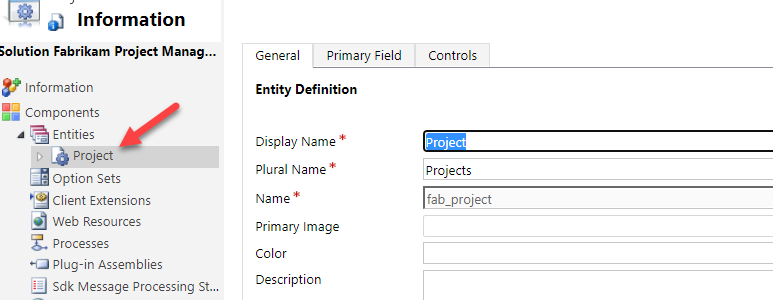 Information
Solution Fabrikam Project Manag...
Information
Components
Entities
Project
Option Sets
Client Extensions
Web Resources
Processes
Plug-in Assemblies
Sdk Message Processing St...
General Primary Field Controls
Entity Definition
Display Name * Project
Plural Name * Projects
Name * fab_project
Primary Image
Color
Description